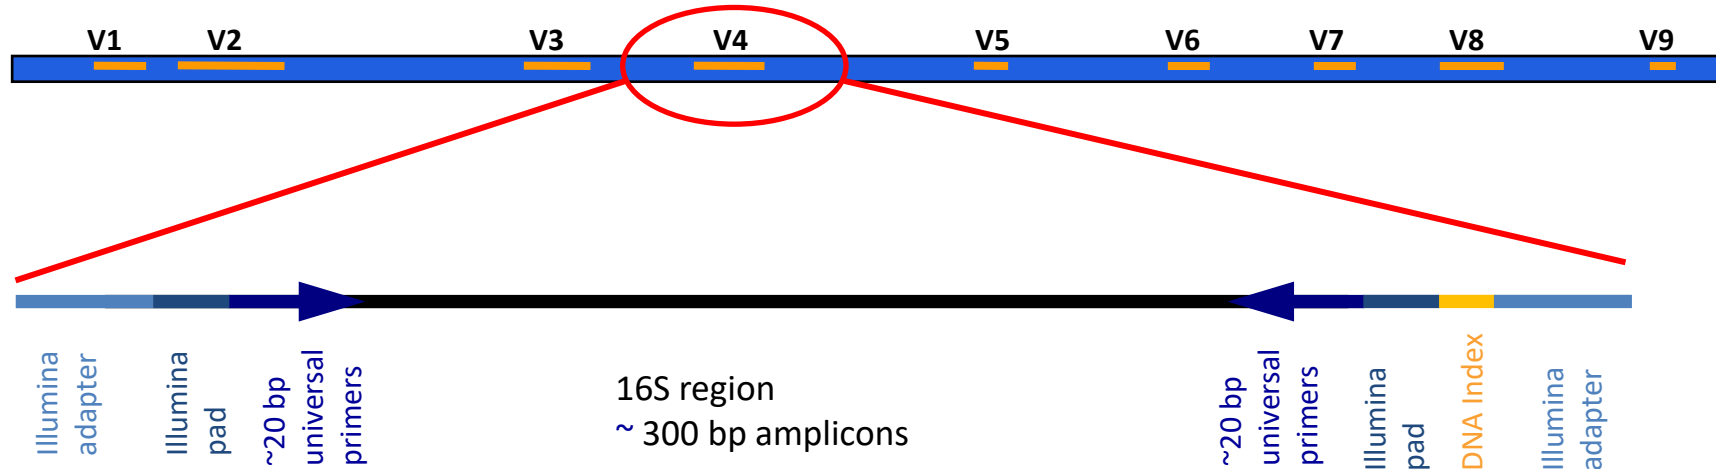 V1
V2
V3
V4
V5
V6
V7
V8
V9
Illumina
adapter
Illumina
pad
~20 bp
universal
primers
16S region
~ 300 bp amplicons
~20 bp
universal
primers
Illumina
pad
DNA Index
Illumina
adapter